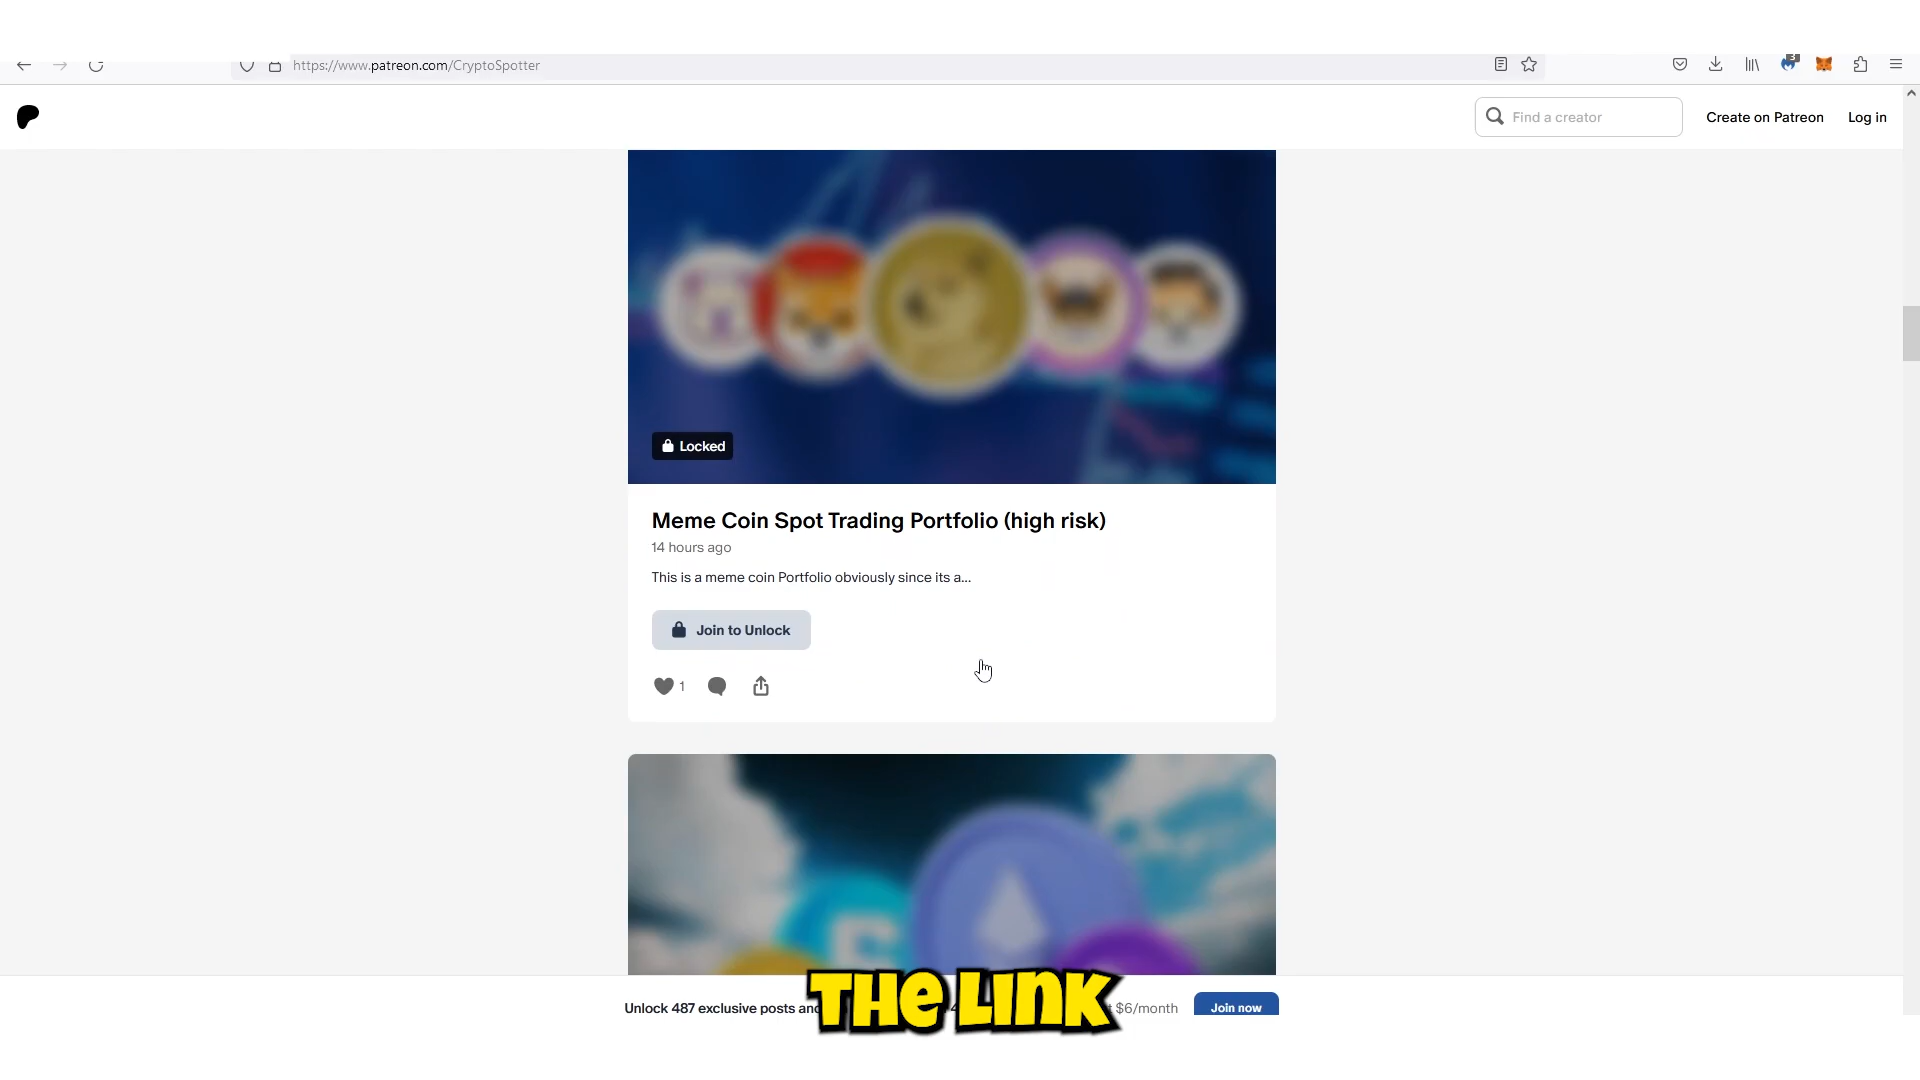 https://www.patreon.com/CryptoSpotter
3
Find a creator
Create on Patreon
Log in
Locked
Meme Coin Spot Trading Portfolio (high risk)
14 hours ago
This is a meme coin Portfolio obviously since its a...
Join to Unlock
1
Unlock 487 exclusive posts and
THE LINK
$6/month
Join now